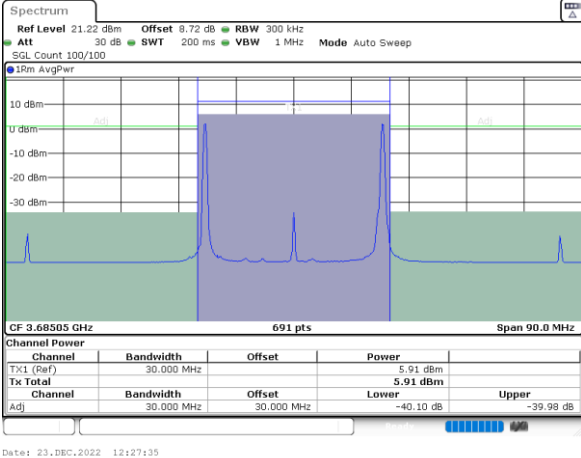 Spectrum
Ref Level 21.22 dBm Offset 8.72 dB RBW 300 kHz
Att 30 dB SWT 200 ms VBW 1 MHz Mode Auto Sweep
SGL Count 100/100
1Rm AvgPwr
10 dBm
Adj
Adj
0 dBm
-10 dBm
-20 dBm
-30 dBm
CF 3.68505 GHz 691 pts Span 90.0 MHz
Channel Power
Channel Bandwidth Offset Power
TX1 (Ref) 30.000 MHz 5.91 dBm
Tx Total 5.91 dBm
Channel Bandwidth Offset Lower Upper
Adj 30.000 MHz 30.000 MHz -40.10 dB -39.98 dB
Date: 23.DEC.2022 12:27:35